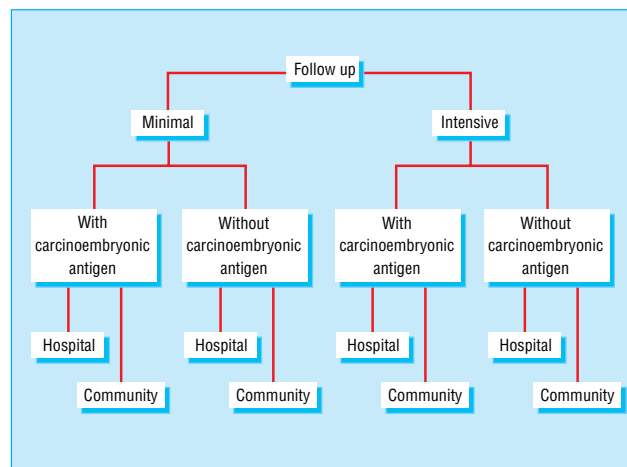 Follow up
Minimal
Intensive
With
carcinoembryonic
antigen
Without
carcinoembryonic
antigen
With
carcinoembryonic
antigen
Without
carcinoembryonic
antigen
Hospital
Hospital
Hospital
Hospital
Community
Community
Community
Community